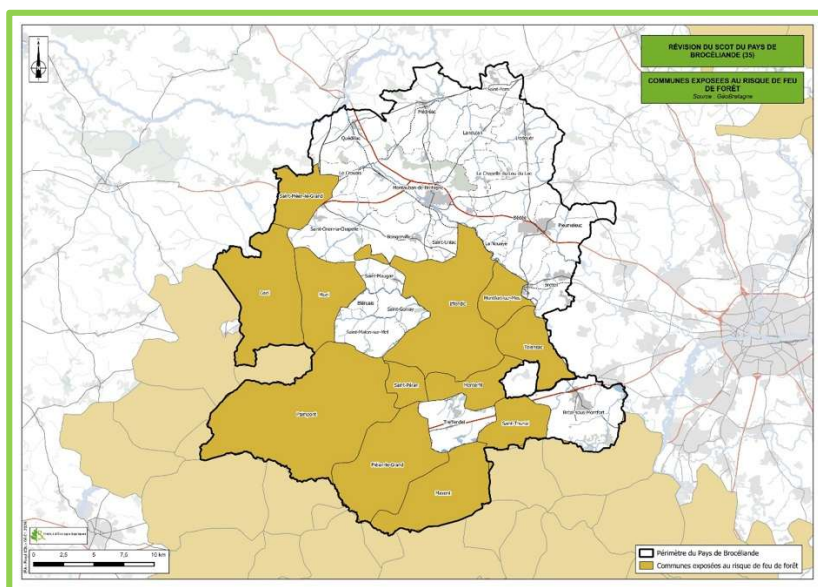 RÉVISION DU SCOT DU PAYS DE
BROCÉLIANDE (35)
COMMUNES EXPOSEES AU RISQUE DE FEU
DE FORÊT
Source : GéoBretagne
Saint-Pern
Médréac
Landujan
Irodouër
Quédillac
Le Crouais
La Chapelle du Lou du Lac
Montauban-de-Bretagne
Saint-Méen-le-Grand
Bédée
Pleumeleuc
Saint-Onen-la-Chapelle
Boisgervilly
Saint-Uniac
La Nouaye
Breteil
Saint-Maugan
Gaël
Muel
Bléruais
Saint-Gonlay
Iffendic
Montfort-sur-Meu
Saint-Malon-sur-Mel
Talensac
Saint-Péran
Monterfil
Paimpont
Treffendel
Saint-Thurial
Bréal-sous-Montfort
Plélan-le-Grand
Maxent
0 2,5 5 7,5 10 km
Périmètre du Pays de Brocéliande
Communes exposées au risque de feu de forêt